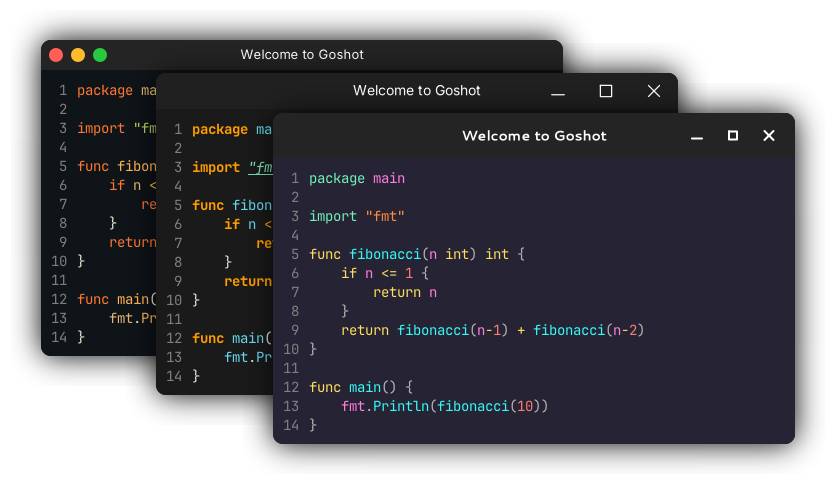 Welcome to Goshot
1 package ma
2
3 import "fm
4
5 func fibon
6     if n <
7         re
8     }
9     return
10 }
11
12 func main(
13     fmt.Pr
14 }
Welcome to Goshot
1 package ma
2
3 import "fm
4
5 func fibon
6     if n <
7         re
8     }
9     return
10 }
11
12 func main(
13     fmt.Pr
14 }
Welcome to Goshot
1 package main
2
3 import "fmt"
4
5 func fibonacci(n int) int {
6     if n <= 1 {
7         return n
8     }
9     return fibonacci(n-1) + fibonacci(n-2)
10 }
11
12 func main() {
13     fmt.Println(fibonacci(10))
14 }